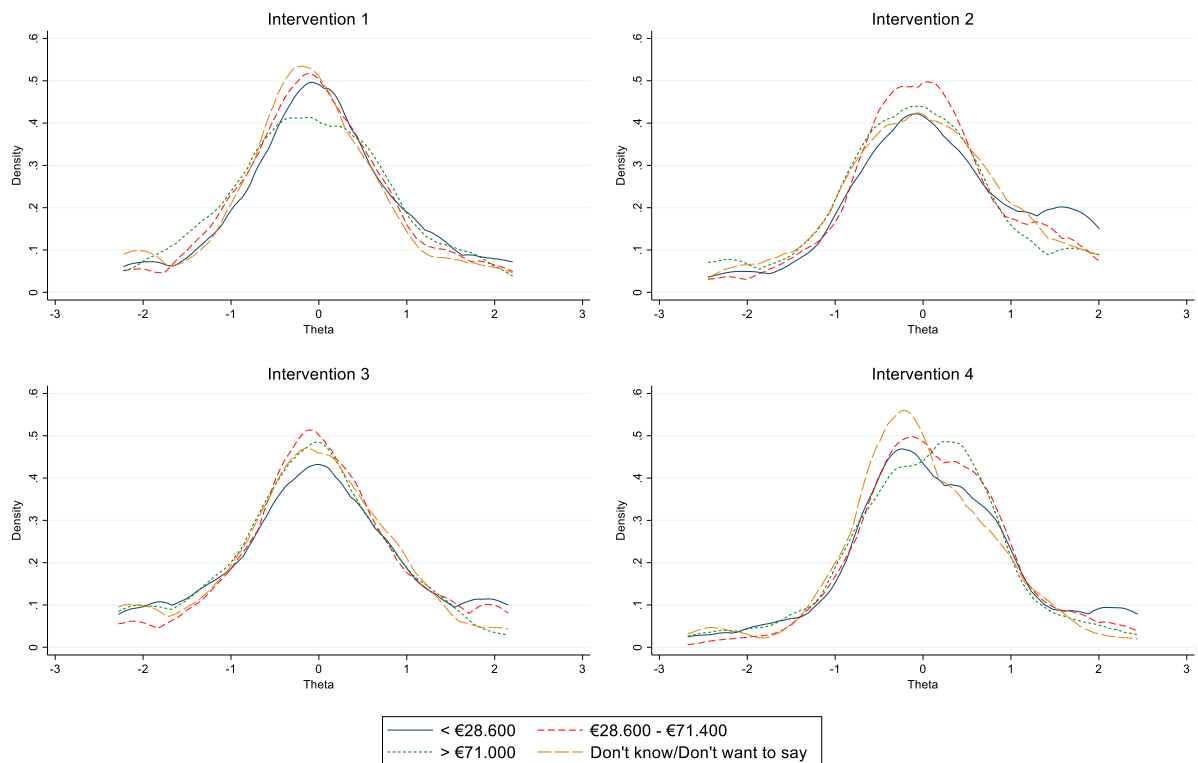 Intervention 1
Density
0 .1 .2 .3 .4 .5 .6
-3 -2 -1 0 1 2 3
Theta
Intervention 2
Density
0 .1 .2 .3 .4 .5 .6
-3 -2 -1 0 1 2 3
Theta
Intervention 3
Density
0 .1 .2 .3 .4 .5 .6
-3 -2 -1 0 1 2 3
Theta
Intervention 4
Density
0 .1 .2 .3 .4 .5 .6
-3 -2 -1 0 1 2 3
Theta
< €28.600 €28.600 - €71.400
> €71.000 Don't know/Don't want to say